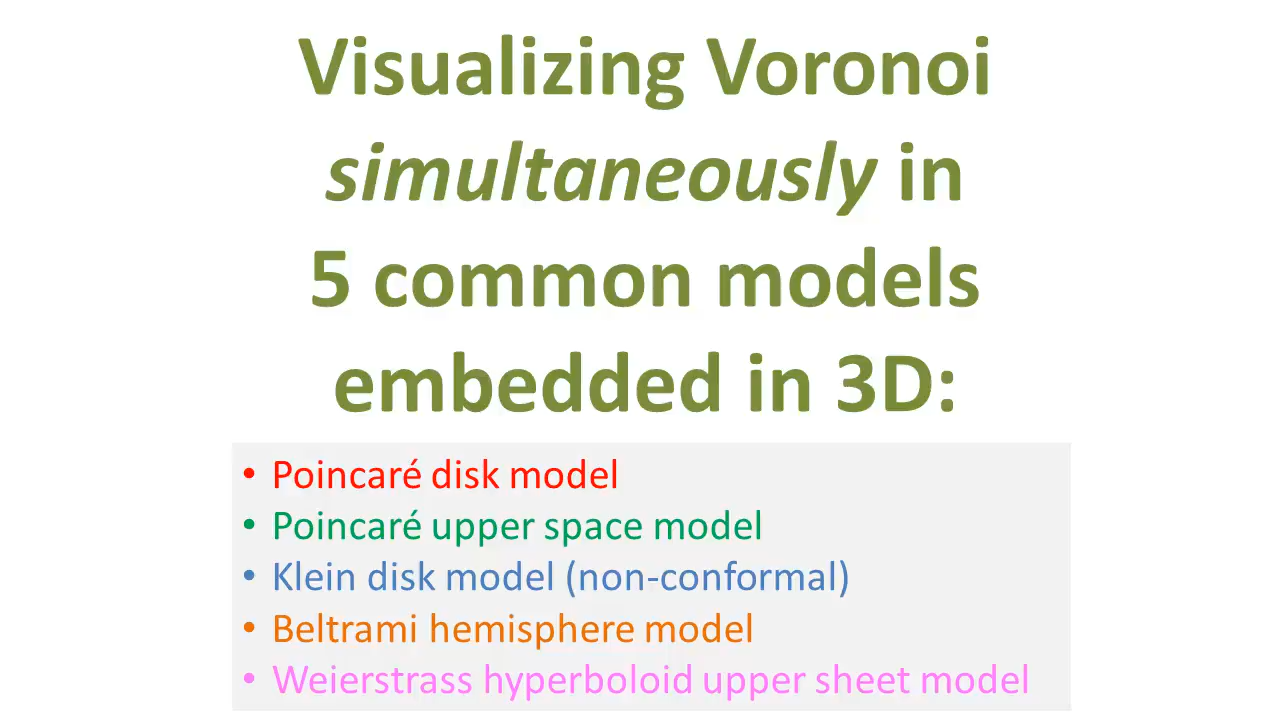 Visualizing Voronoi
simultaneously in
5 common models
embedded in 3D:
• Poincaré disk model
• Poincaré upper space model
• Klein disk model (non-conformal)
• Beltrami hemisphere model
• Weierstrass hyperboloid upper sheet model